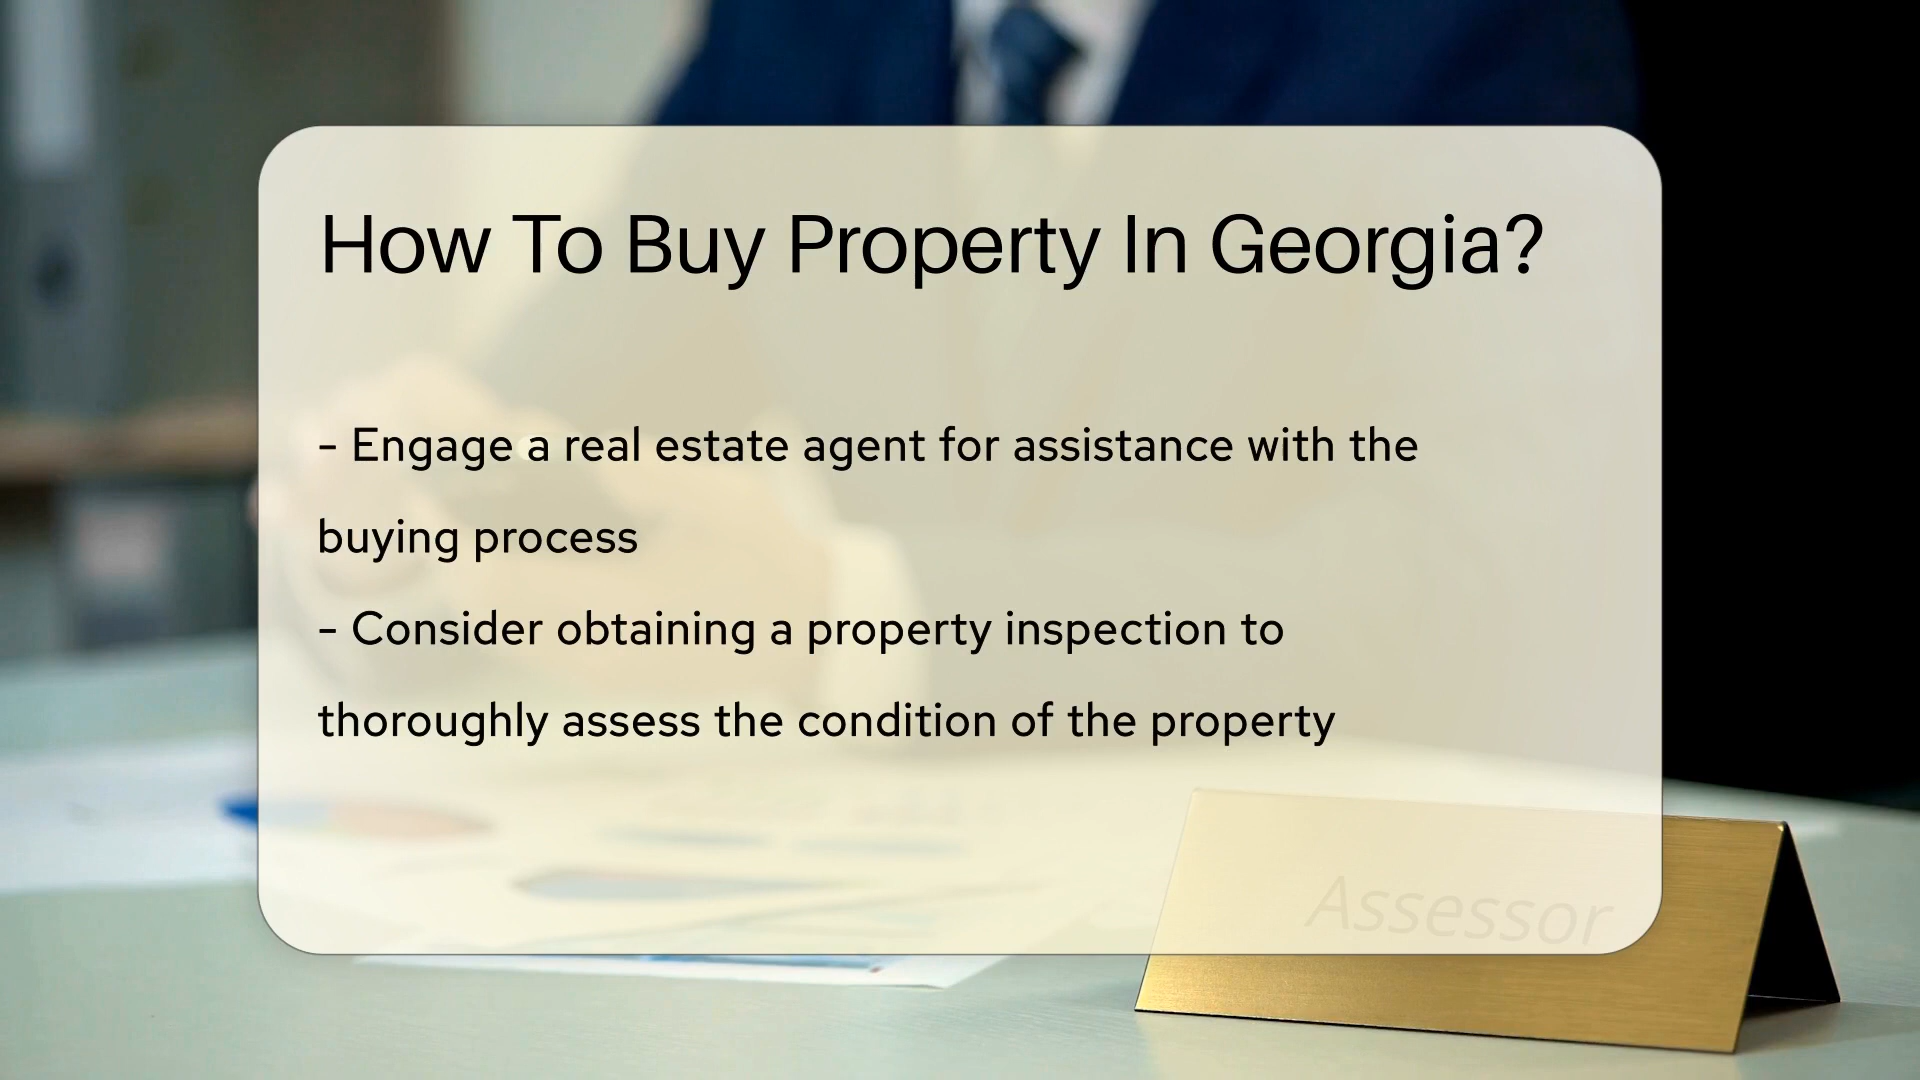 How To Buy Property In Georgia?
- Engage a real estate agent for assistance with the
buying process
- Consider obtaining a property inspection to
thoroughly assess the condition of the property
Assessor